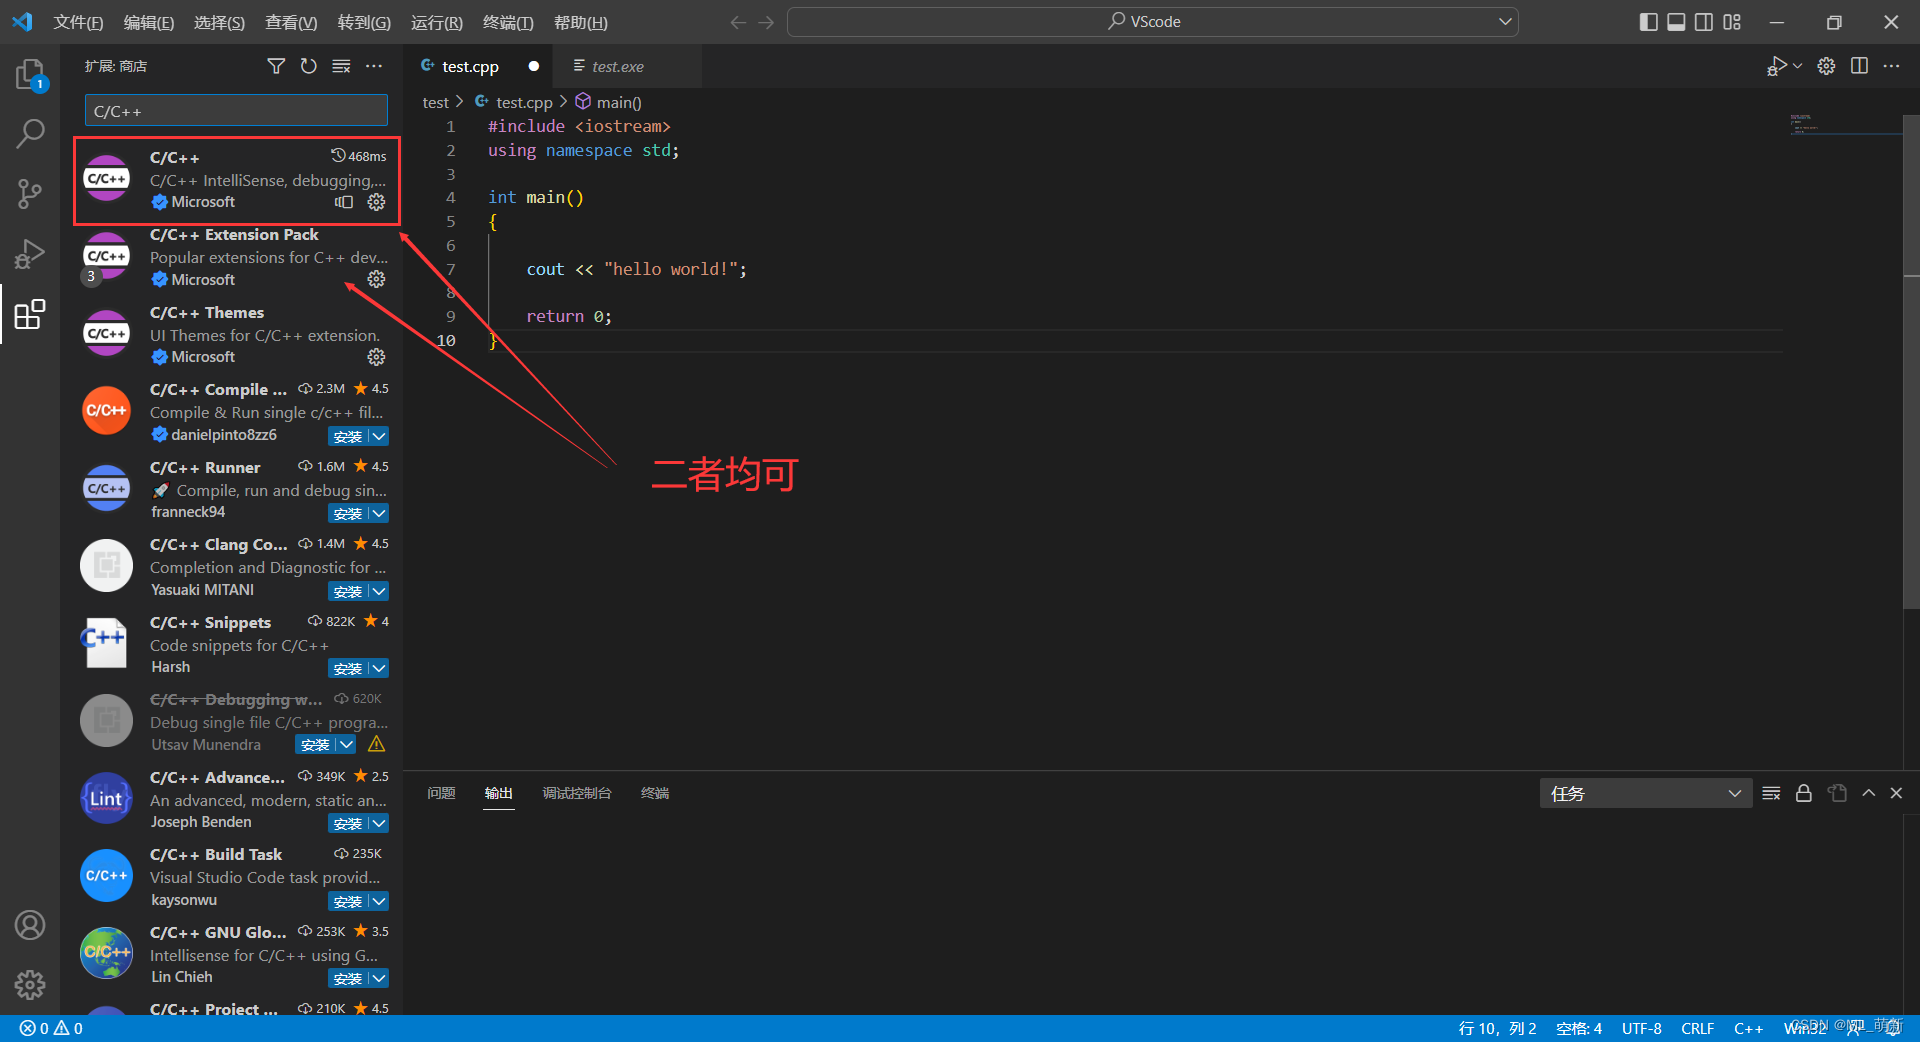 文件(F) 编辑(E) 选择(S) 查看(V) 转到(G) 运行(R) 终端(T) 帮助(H)
VScode
扩展: 商店
1
C/C++
C/C++ 468ms
C/C++ IntelliSense, debugging,...
Microsoft
C/C++
C/C++ Extension Pack
Popular extensions for C++ dev...
Microsoft
C/C++
3
C/C++ Themes
UI Themes for C/C++ extension.
Microsoft
C/C++
C/C++ Compile ... 2.3M 4.5
Compile & Run single c/c++ fil...
danielpinto8zz6 安装
C/C++
C/C++ Runner 1.6M 4.5
Compile, run and debug sin...
franneck94 安装
C/C++
C/C++ Clang Co... 1.4M 4.5
Completion and Diagnostic for ...
Yasuaki MITANI 安装
C/C++ Snippets 822K 4
Code snippets for C/C++
Harsh 安装
C++
C/C++ Debugging w... 620K
Debug single file C/C++ progra...
Utsav Munendra 安装
C/C++ Advance... 349K 2.5
An advanced, modern, static an...
Joseph Benden 安装
{Lint}
C/C++ Build Task 235K
Visual Studio Code task provid...
kaysonwu 安装
C/C++
C/C++ GNU Glo... 253K 3.5
Intellisense for C/C++ using G...
Lin Chieh 安装
C/C++
C/C++ Project ... 210K 4.5
test.cpp
test.exe
test > test.cpp > main()
1 #include <iostream>
2 using namespace std;
3
4 int main()
5 {
6
7 cout << "hello world!";
8
9 return 0;
10 }
二者均可
问题 输出 调试控制台 终端
任务
0 0
行 10，列 2 空格: 4 UTF-8 CRLF C++ Win32